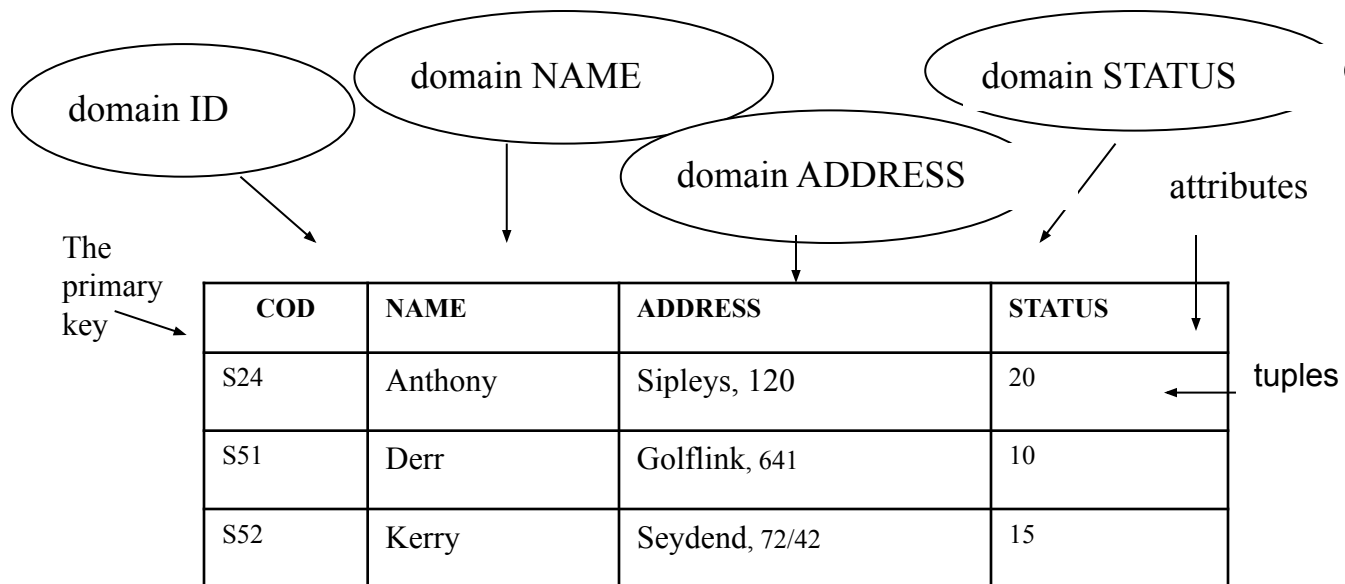 domain ID
domain NAME
domain STATUS
domain ADDRESS
attributes
The
primary
key
COD NAME ADDRESS STATUS
S24 Anthony Sipleys, 120 20
tuples
S51 Derr Golflink, 641 10
S52 Kerry Seydend, 72/42 15